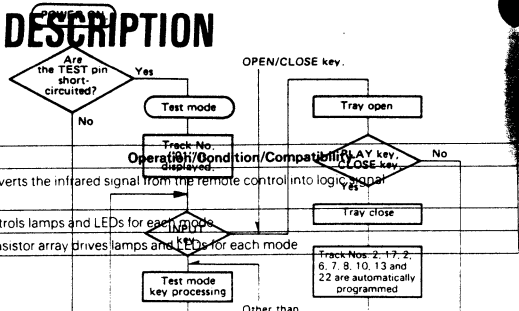 POWER ON
DESCRIPTION
Are
the TEST pin
short-
circuited?
Yes
No
OPEN/CLOSE key.
Test mode
Tray open
Track No.
displayed.
Operation/Condition/Compatibility
PLAY key,
CLOSE key.
No
Yes
verts the infrared signal from the remote control into logic signal
Tray close
trols lamps and LEDs for each mode
INPUT
key
nsistor array drives lamps and LEDs for each mode
Track Nos. 2, 17, 2
6, 7, 8, 10, 13 and
22 are automatically
programmed
Test mode
key processing
Other than